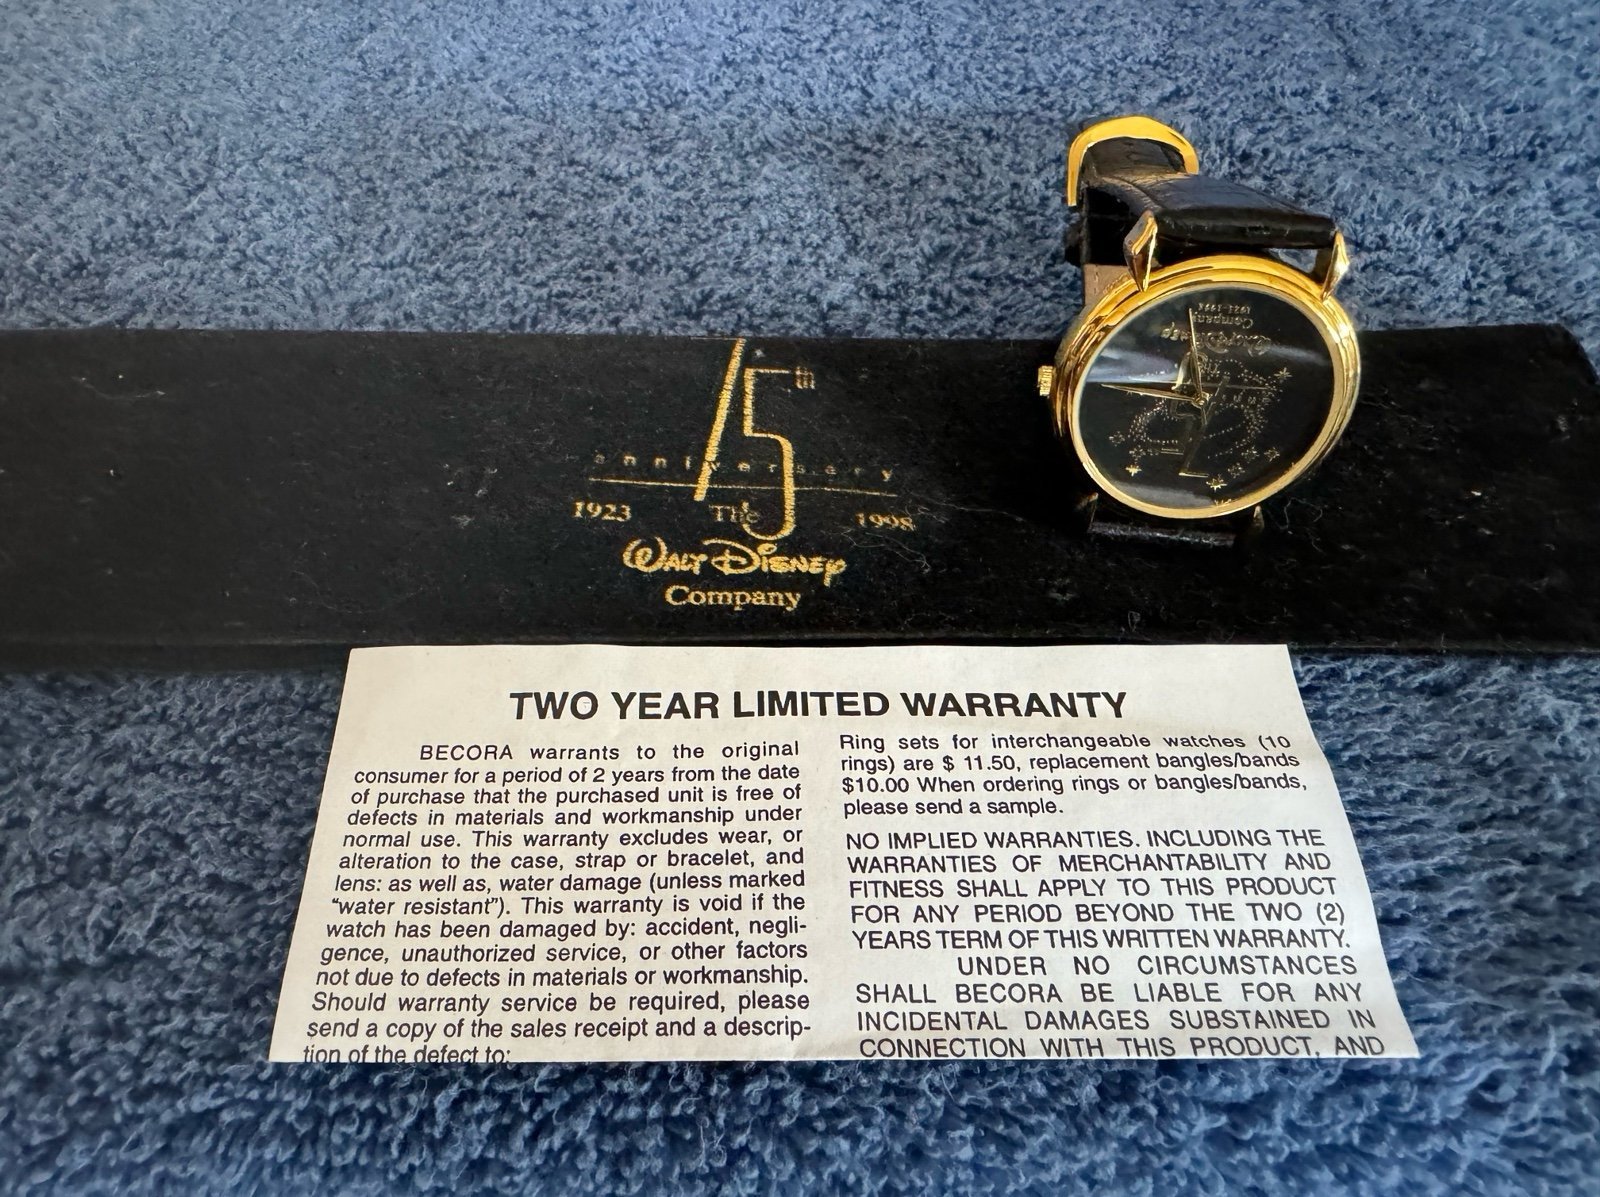 75th
anniversary
1923 The 1998
WALT DISNEY
Company
The
WALT DISNEY
Company
1923-1998
TWO YEAR LIMITED WARRANTY
BECORA warrants to the original
consumer for a period of 2 years from the date
of purchase that the purchased unit is free of
defects in materials and workmanship under
normal use. This warranty excludes wear, or
alteration to the case, strap or bracelet, and
lens: as well as, water damage (unless marked
“water resistant”). This warranty is void if the
watch has been damaged by: accident, negli-
gence, unauthorized service, or other factors
not due to defects in materials or workmanship.
Should warranty service be required, please
send a copy of the sales receipt and a descrip-
tion of the defect to:
Ring sets for interchangeable watches (10
rings) are $ 11.50, replacement bangles/bands
$10.00 When ordering rings or bangles/bands,
please send a sample.
NO IMPLIED WARRANTIES. INCLUDING THE
WARRANTIES OF MERCHANTABILITY AND
FITNESS SHALL APPLY TO THIS PRODUCT
FOR ANY PERIOD BEYOND THE TWO (2)
YEARS TERM OF THIS WRITTEN WARRANTY.
UNDER NO CIRCUMSTANCES
SHALL BECORA BE LIABLE FOR ANY
INCIDENTAL DAMAGES SUSTAINED IN
CONNECTION WITH THIS PRODUCT, AND